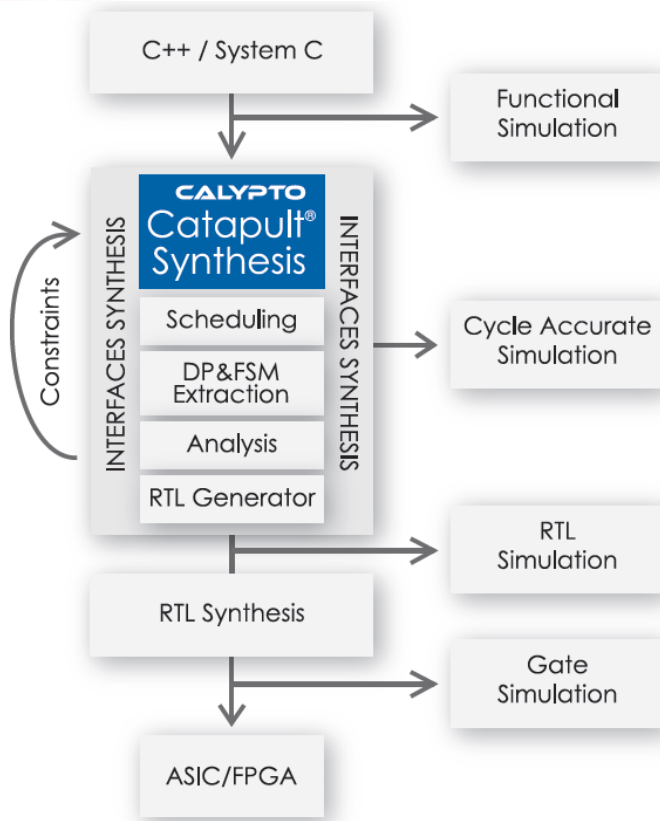 C++ / System C
Functional
Simulation
CALYPTO
Catapult®
Synthesis
INTERFACES SYNTHESIS
INTERFACES SYNTHESIS
Constraints
Scheduling
DP&FSM
Extraction
Analysis
RTL Generator
Cycle Accurate
Simulation
RTL
Simulation
RTL Synthesis
Gate
Simulation
ASIC/FPGA